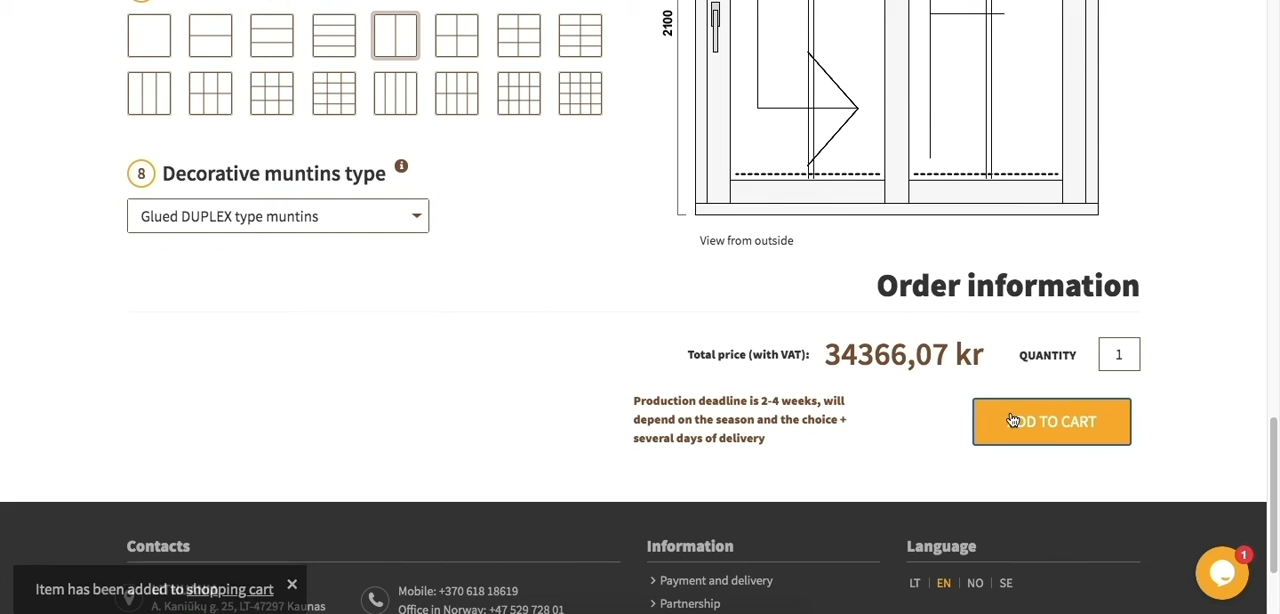 2100
8 Decorative muntins type
Glued DUPLEX type muntins
View from outside
Order information
Total price (with VAT): 34366,07 kr QUANTITY 1
Production deadline is 2-4 weeks, will
depend on the season and the choice +
several days of delivery
ADD TO CART
Contacts
Item has been added to shopping cart ×
A. Kaniūkų g. 25, LT-47297 Kaunas
Mobile: +370 618 18619
Office in Norway: +47 529 728 01
Information
> Payment and delivery
> Partnership
Language
LT | EN | NO | SE
1